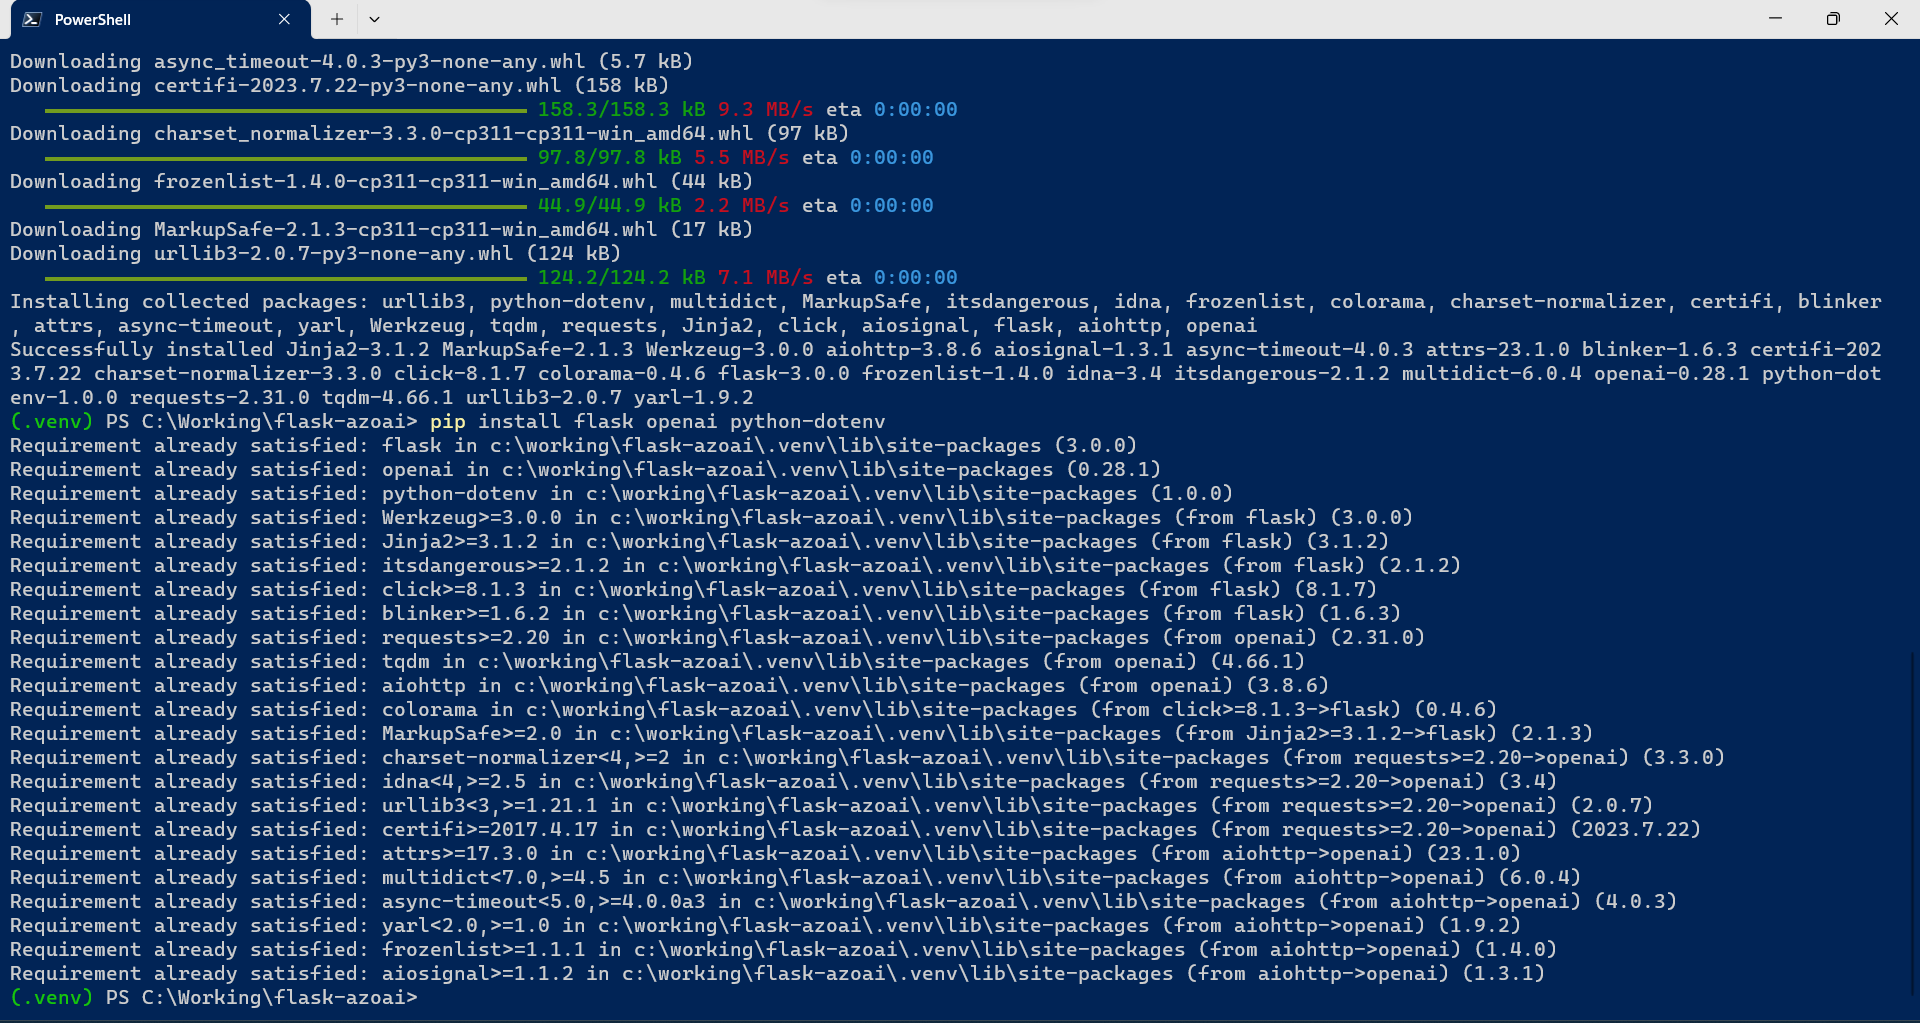 PowerShell
Downloading async_timeout-4.0.3-py3-none-any.whl (5.7 kB)
Downloading certifi-2023.7.22-py3-none-any.whl (158 kB)
158.3/158.3 kB 9.3 MB/s eta 0:00:00
Downloading charset_normalizer-3.3.0-cp311-cp311-win_amd64.whl (97 kB)
97.8/97.8 kB 5.5 MB/s eta 0:00:00
Downloading frozenlist-1.4.0-cp311-cp311-win_amd64.whl (44 kB)
44.9/44.9 kB 2.2 MB/s eta 0:00:00
Downloading MarkupSafe-2.1.3-cp311-cp311-win_amd64.whl (17 kB)
Downloading urllib3-2.0.7-py3-none-any.whl (124 kB)
124.2/124.2 kB 7.1 MB/s eta 0:00:00
Installing collected packages: urllib3, python-dotenv, multidict, MarkupSafe, itsdangerous, idna, frozenlist, colorama, charset-normalizer, certifi, blinker
, attrs, async-timeout, yarl, Werkzeug, tqdm, requests, Jinja2, click, aiosignal, flask, aiohttp, openai
Successfully installed Jinja2-3.1.2 MarkupSafe-2.1.3 Werkzeug-3.0.0 aiohttp-3.8.6 aiosignal-1.3.1 async-timeout-4.0.3 attrs-23.1.0 blinker-1.6.3 certifi-202
3.7.22 charset-normalizer-3.3.0 click-8.1.7 colorama-0.4.6 flask-3.0.0 frozenlist-1.4.0 idna-3.4 itsdangerous-2.1.2 multidict-6.0.4 openai-0.28.1 python-dot
env-1.0.0 requests-2.31.0 tqdm-4.66.1 urllib3-2.0.7 yarl-1.9.2
(.venv) PS C:\Working\flask-azoai> pip install flask openai python-dotenv
Requirement already satisfied: flask in c:\working\flask-azoai\.venv\lib\site-packages (3.0.0)
Requirement already satisfied: openai in c:\working\flask-azoai\.venv\lib\site-packages (0.28.1)
Requirement already satisfied: python-dotenv in c:\working\flask-azoai\.venv\lib\site-packages (1.0.0)
Requirement already satisfied: Werkzeug>=3.0.0 in c:\working\flask-azoai\.venv\lib\site-packages (from flask) (3.0.0)
Requirement already satisfied: Jinja2>=3.1.2 in c:\working\flask-azoai\.venv\lib\site-packages (from flask) (3.1.2)
Requirement already satisfied: itsdangerous>=2.1.2 in c:\working\flask-azoai\.venv\lib\site-packages (from flask) (2.1.2)
Requirement already satisfied: click>=8.1.3 in c:\working\flask-azoai\.venv\lib\site-packages (from flask) (8.1.7)
Requirement already satisfied: blinker>=1.6.2 in c:\working\flask-azoai\.venv\lib\site-packages (from flask) (1.6.3)
Requirement already satisfied: requests>=2.20 in c:\working\flask-azoai\.venv\lib\site-packages (from openai) (2.31.0)
Requirement already satisfied: tqdm in c:\working\flask-azoai\.venv\lib\site-packages (from openai) (4.66.1)
Requirement already satisfied: aiohttp in c:\working\flask-azoai\.venv\lib\site-packages (from openai) (3.8.6)
Requirement already satisfied: colorama in c:\working\flask-azoai\.venv\lib\site-packages (from click>=8.1.3->flask) (0.4.6)
Requirement already satisfied: MarkupSafe>=2.0 in c:\working\flask-azoai\.venv\lib\site-packages (from Jinja2>=3.1.2->flask) (2.1.3)
Requirement already satisfied: charset-normalizer<4,>=2 in c:\working\flask-azoai\.venv\lib\site-packages (from requests>=2.20->openai) (3.3.0)
Requirement already satisfied: idna<4,>=2.5 in c:\working\flask-azoai\.venv\lib\site-packages (from requests>=2.20->openai) (3.4)
Requirement already satisfied: urllib3<3,>=1.21.1 in c:\working\flask-azoai\.venv\lib\site-packages (from requests>=2.20->openai) (2.0.7)
Requirement already satisfied: certifi>=2017.4.17 in c:\working\flask-azoai\.venv\lib\site-packages (from requests>=2.20->openai) (2023.7.22)
Requirement already satisfied: attrs>=17.3.0 in c:\working\flask-azoai\.venv\lib\site-packages (from aiohttp->openai) (23.1.0)
Requirement already satisfied: multidict<7.0,>=4.5 in c:\working\flask-azoai\.venv\lib\site-packages (from aiohttp->openai) (6.0.4)
Requirement already satisfied: async-timeout<5.0,>=4.0.0a3 in c:\working\flask-azoai\.venv\lib\site-packages (from aiohttp->openai) (4.0.3)
Requirement already satisfied: yarl<2.0,>=1.0 in c:\working\flask-azoai\.venv\lib\site-packages (from aiohttp->openai) (1.9.2)
Requirement already satisfied: frozenlist>=1.1.1 in c:\working\flask-azoai\.venv\lib\site-packages (from aiohttp->openai) (1.4.0)
Requirement already satisfied: aiosignal>=1.1.2 in c:\working\flask-azoai\.venv\lib\site-packages (from aiohttp->openai) (1.3.1)
(.venv) PS C:\Working\flask-azoai>